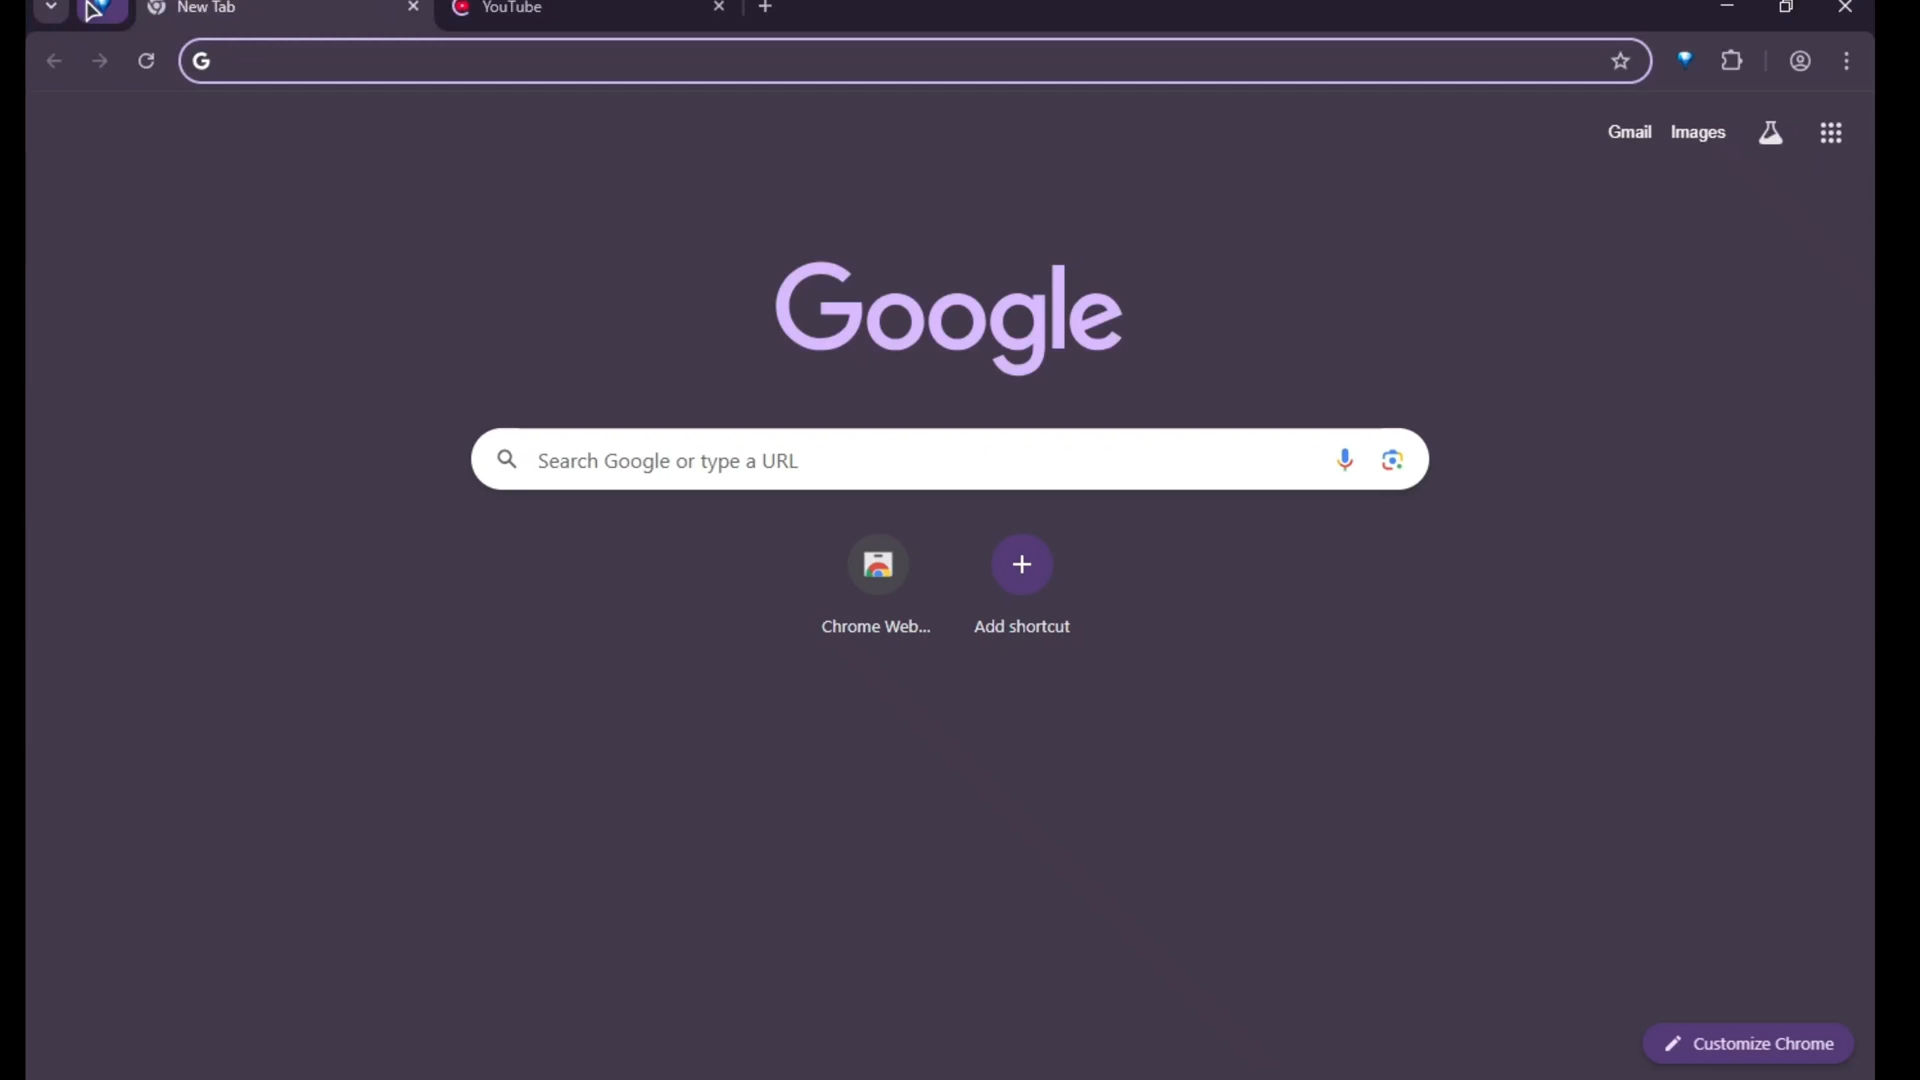 New Tab
YouTube
Gmail
Images
Google
Search Google or type a URL
Chrome Web...
Add shortcut
Customize Chrome